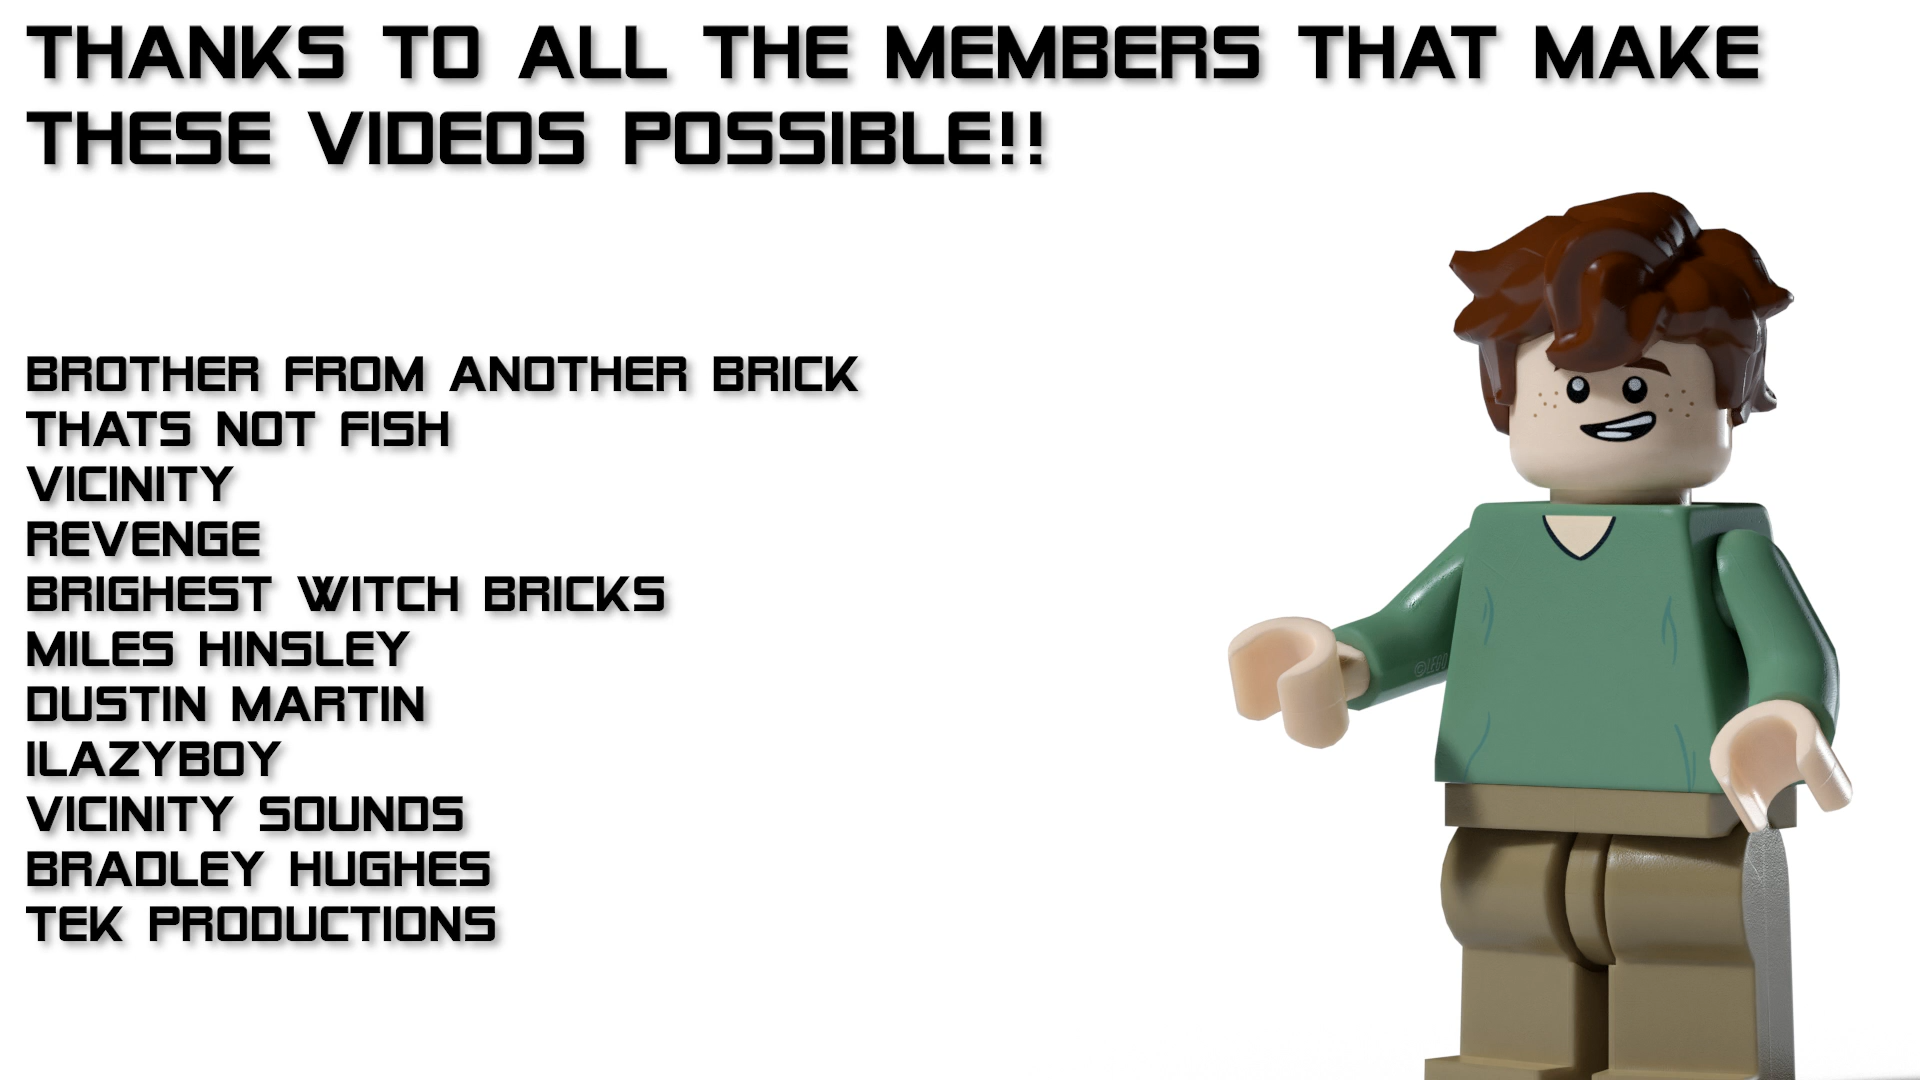 THANKS TO ALL THE MEMBERS THAT MAKE
THESE VIDEOS POSSIBLE!!
BROTHER FROM ANOTHER BRICK
THATS NOT FISH
VICINITY
REVENGE
BRIGHEST WITCH BRICKS
MILES HINSLEY
DUSTIN MARTIN
ILAZYBOY
VICINITY SOUNDS
BRADLEY HUGHES
TEK PRODUCTIONS